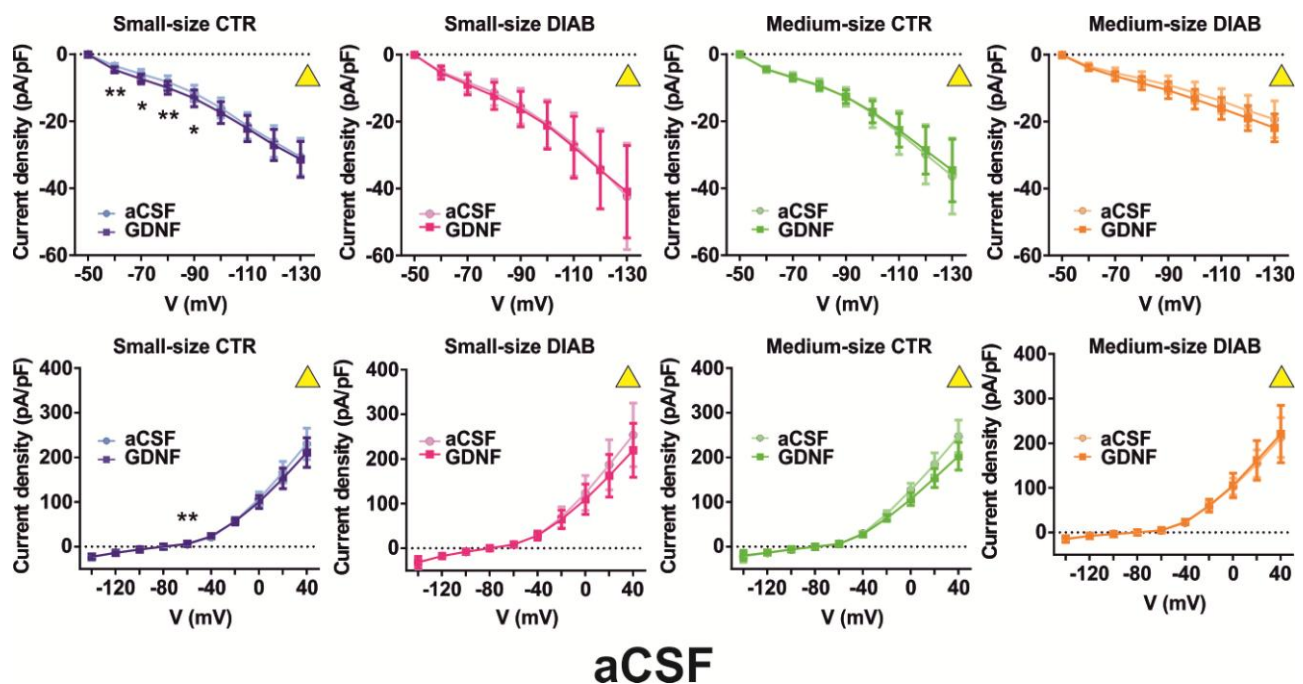 Small-size CTR
Current density (pA/pF)
0
-20
-40
-60
** * ** *
aCSF
GDNF
-50 -70 -90 -110 -130
V (mV)
Small-size DIAB
Current density (pA/pF)
0
-20
-40
-60
aCSF
GDNF
-50 -70 -90 -110 -130
V (mV)
Medium-size CTR
Current density (pA/pF)
0
-20
-40
-60
aCSF
GDNF
-50 -70 -90 -110 -130
V (mV)
Medium-size DIAB
Current density (pA/pF)
0
-20
-40
-60
aCSF
GDNF
-50 -70 -90 -110 -130
V (mV)
Small-size CTR
Current density (pA/pF)
400
300
200
100
0
aCSF
GDNF
**
-120 -80 -40 0 40
V (mV)
Small-size DIAB
Current density (pA/pF)
400
300
200
100
0
aCSF
GDNF
-120 -80 -40 0 40
V (mV)
Medium-size CTR
Current density (pA/pF)
400
300
200
100
0
aCSF
GDNF
-120 -80 -40 0 40
V (mV)
Medium-size DIAB
Current density (pA/pF)
400
300
200
100
0
aCSF
GDNF
-120 -80 -40 0 40
V (mV)
aCSF